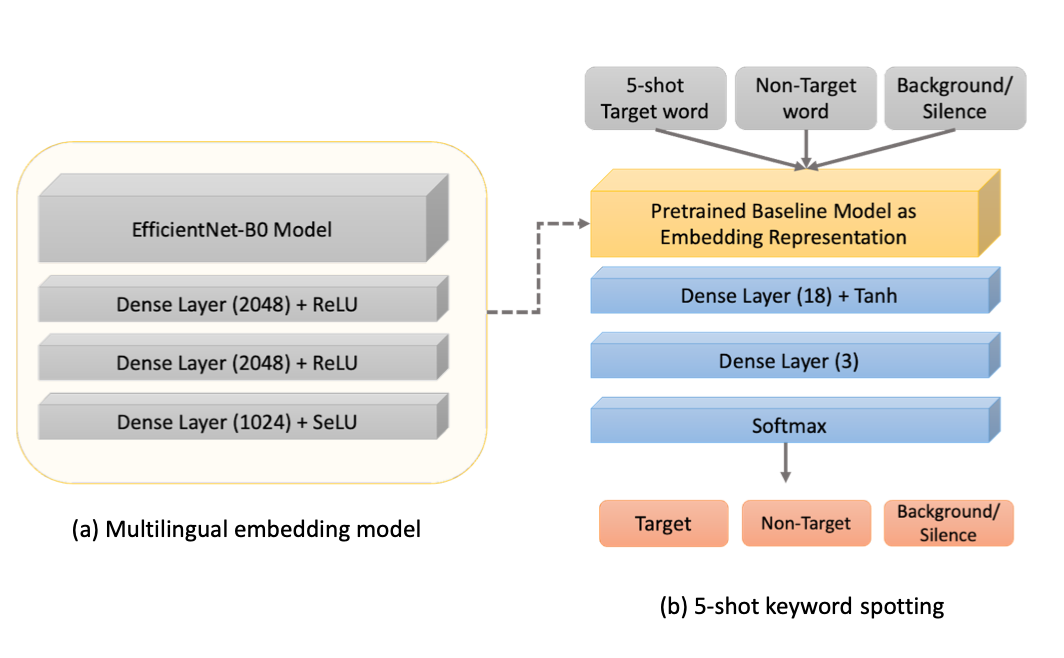 EfficientNet-B0 Model
Dense Layer (2048) + ReLU
Dense Layer (2048) + ReLU
Dense Layer (1024) + SeLU
(a) Multilingual embedding model
5-shot
Target word
Non-Target
word
Background/
Silence
Pretrained Baseline Model as
Embedding Representation
Dense Layer (18) + Tanh
Dense Layer (3)
Softmax
Target
Non-Target
Background/
Silence
(b) 5-shot keyword spotting